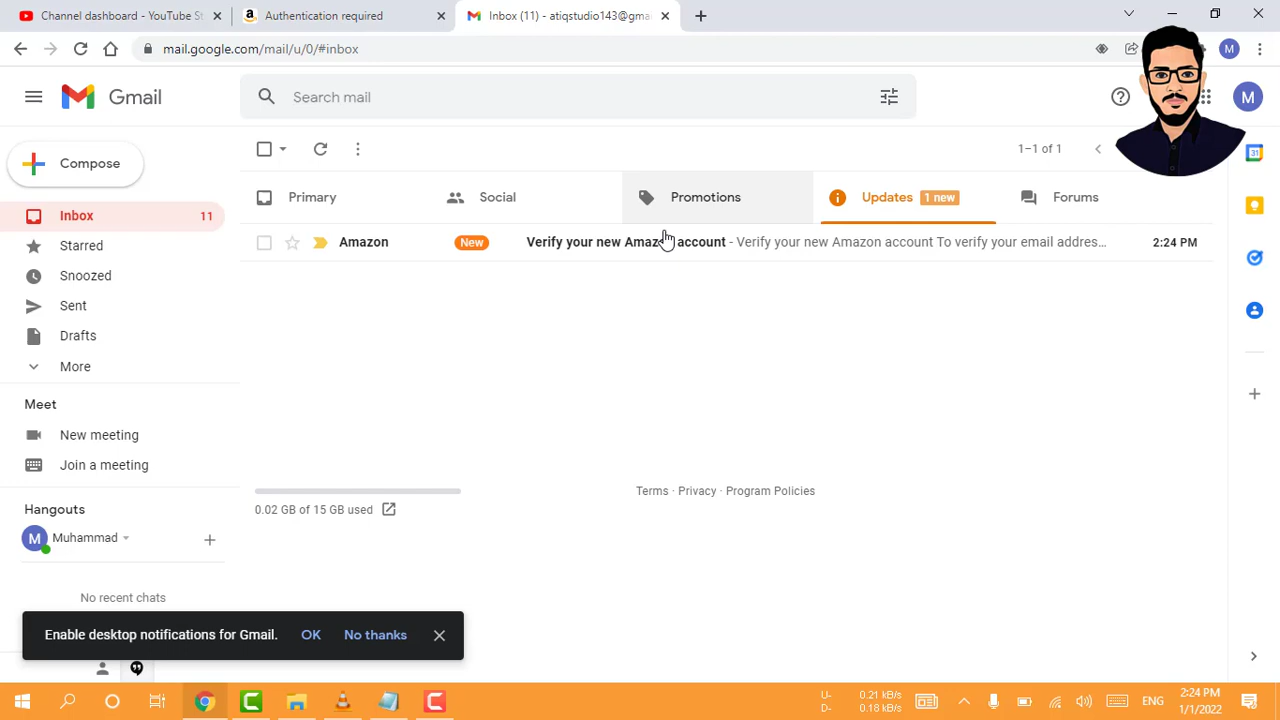 Channel dashboard - YouTube St
Authentication required
Inbox (11) - atiqstudio143@gma
mail.google.com/mail/u/0/#inbox
M
Gmail
Search mail
M
Compose
1–1 of 1
31
Primary
Social
Promotions
Updates
1 new
Forums
Inbox
11
Amazon
New
Verify your new Amazon account - Verify your new Amazon account To verify your email addres...
2:24 PM
Starred
Snoozed
Sent
Drafts
More
Meet
New meeting
Join a meeting
Terms · Privacy · Program Policies
0.02 GB of 15 GB used
Hangouts
M
Muhammad
No recent chats
Enable desktop notifications for Gmail.
OK
No thanks
U-
0.21 kB/s
D-
0.18 kB/s
ENG
2:24 PM
1/1/2022